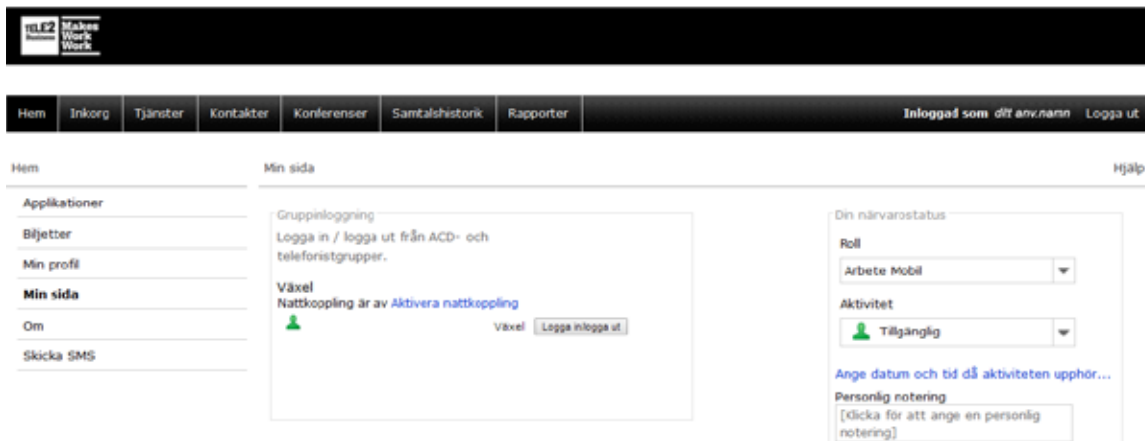 TELE2 Makes
Business Work
Work
Hem Inkorg Tjänster Kontakter Konferenser Samtalshistorik Rapporter Inloggad som ditt anv.namn Logga ut
Hem
Min sida
Hjälp
Applikationer
Biljetter
Min profil
Min sida
Om
Skicka SMS
Gruppinloggning
Logga in / logga ut från ACD- och
teleforistgrupper.
Växel
Nattkoppling är av Aktivera nattkoppling
Växel Logga inlogga ut
Din närvarostatus
Roll
Arbete Mobil
Aktivitet
Tillgänglig
Ange datum och tid då aktiviteten upphör...
Personlig notering
[Klicka för att ange en personlig
notering]